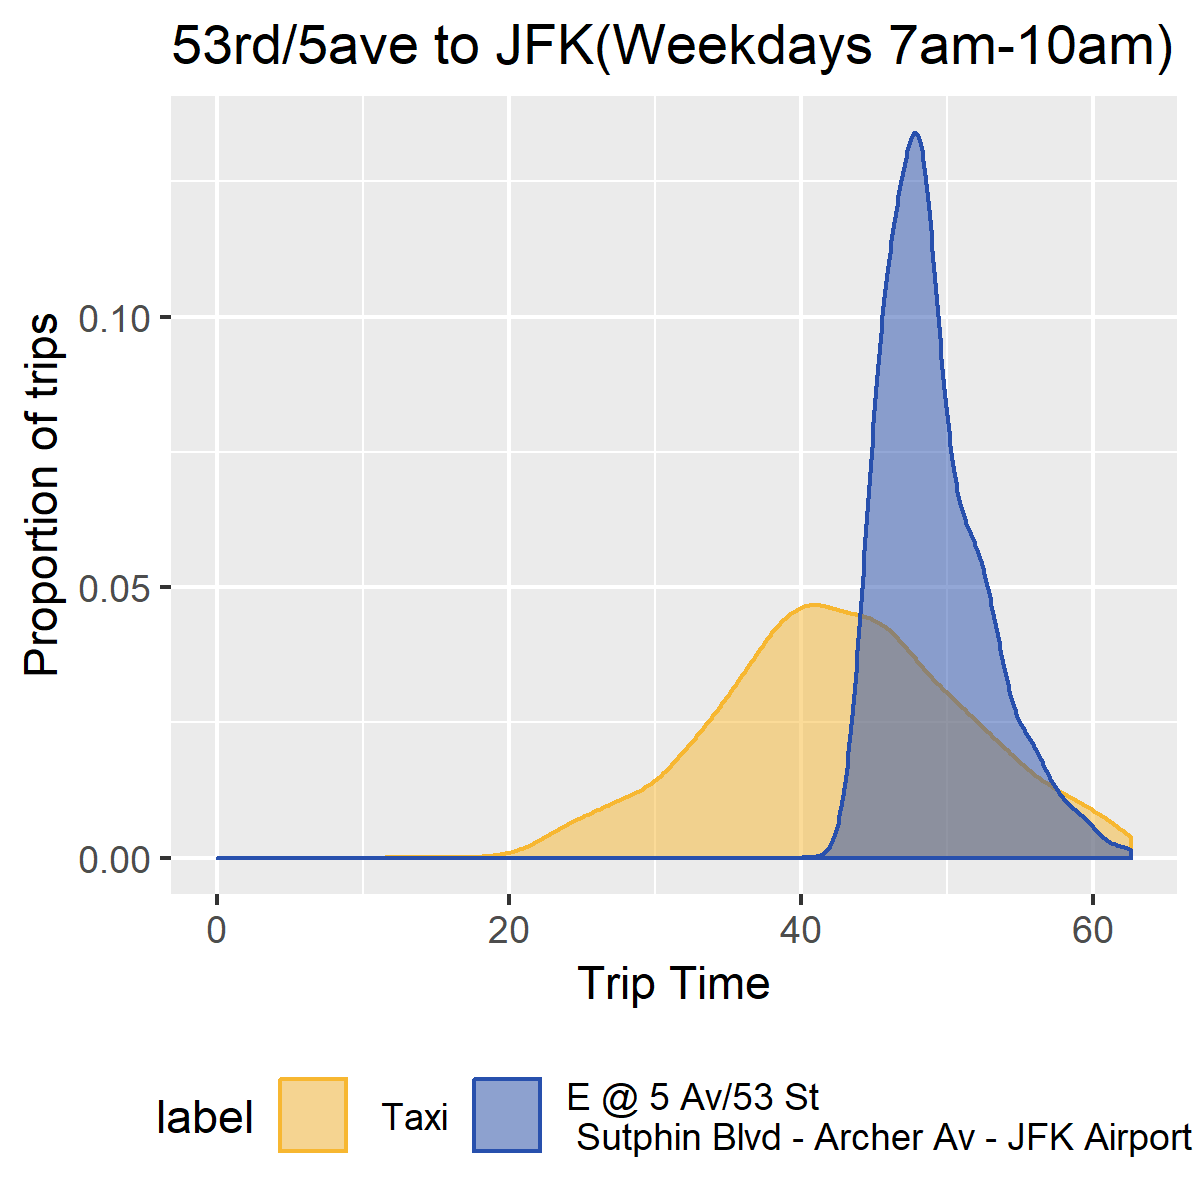 53rd/5ave to JFK(Weekdays 7am-10am)
Proportion of trips
0.10
0.05
0.00
0
20
40
60
Trip Time
label
Taxi
E @ 5 Av/53 St
Sutphin Blvd - Archer Av - JFK Airport